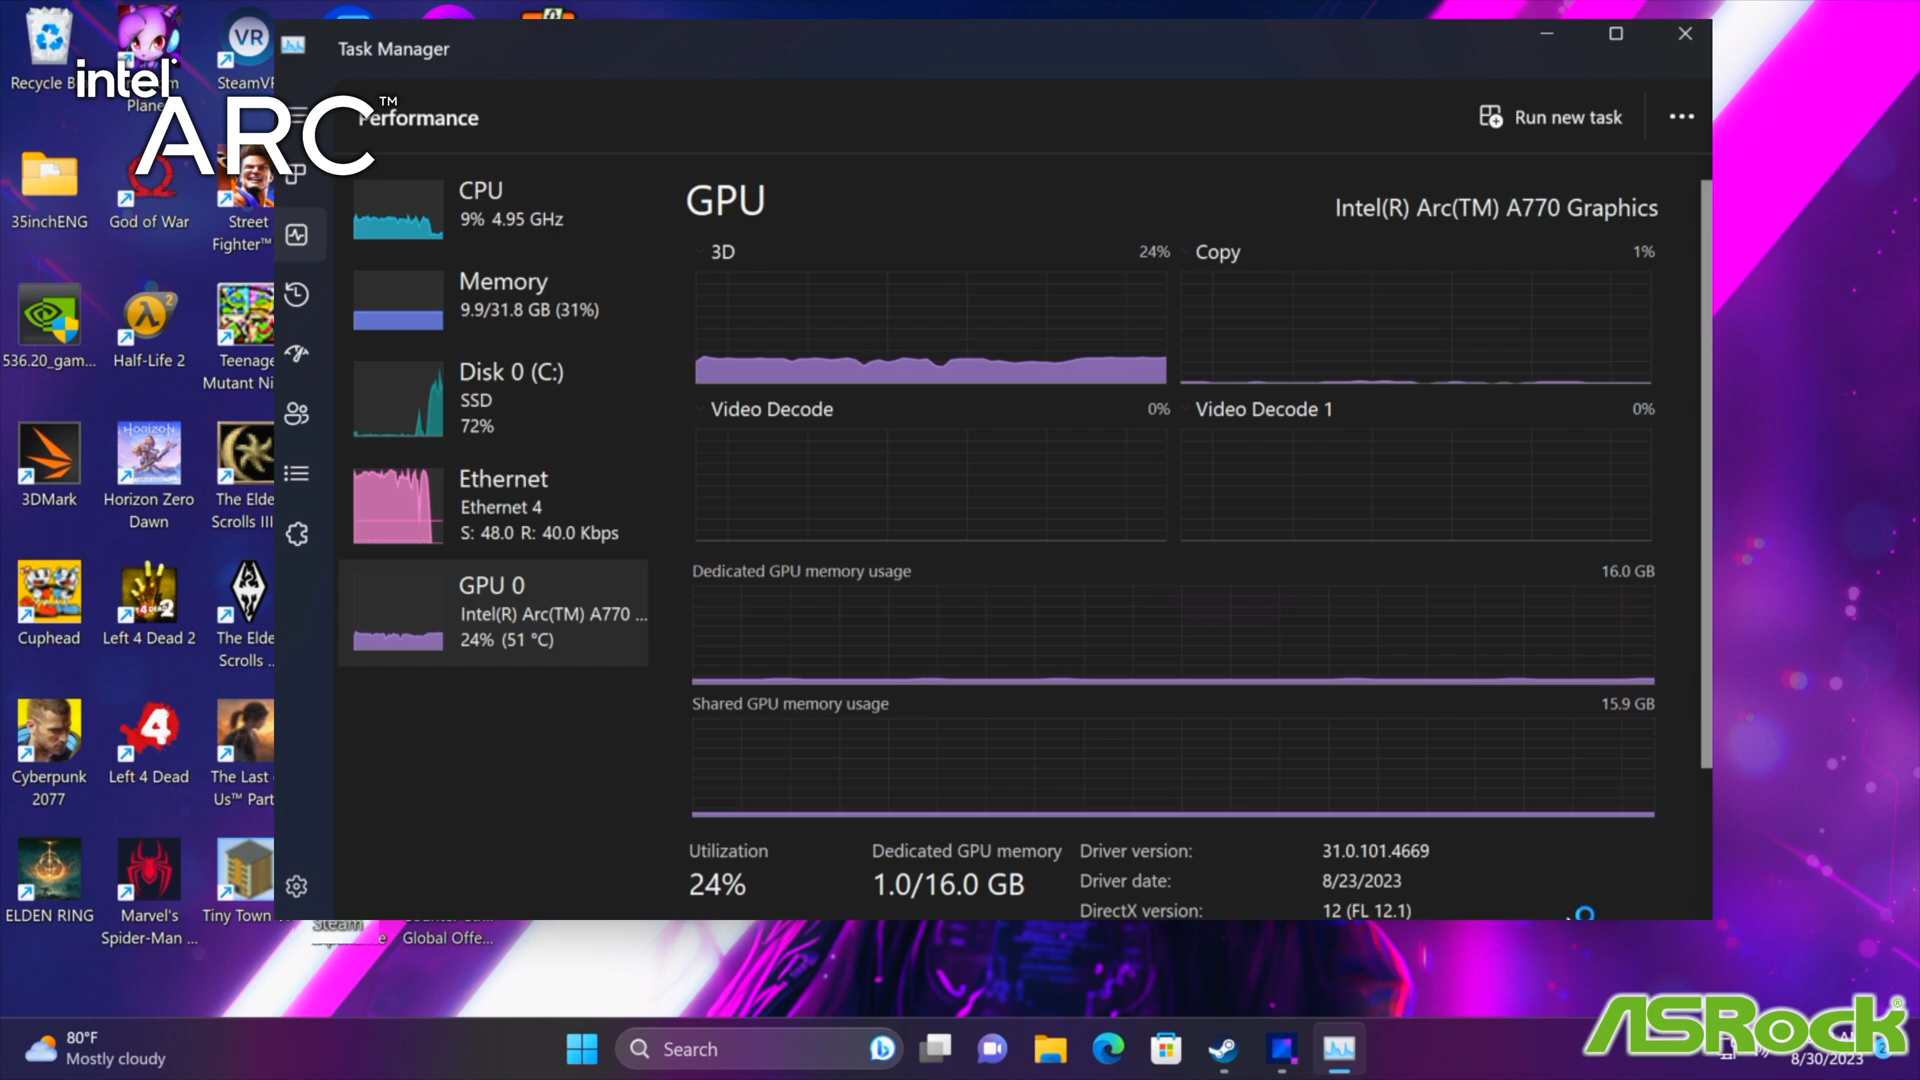 Recycle B
Plane
SteamVR
VR
intel
ARC™
Task Manager
Performance
Run new task
35inchENG
God of War
Street
Fighter™
536.20_gam...
Half-Life 2
Teenage
Mutant Ni
3DMark
HORIZON
Horizon Zero
Dawn
The Elde
Scrolls III
Cuphead
Left 4 Dead 2
The Elde
Scrolls ..
Cyberpunk
2077
Left 4 Dead
The Last
Us™ Part
ELDEN RING
Marvel's
Spider-Man ...
Tiny Town
Steam
Global Offe...
CPU
9% 4.95 GHz
Memory
9.9/31.8 GB (31%)
Disk 0 (C:)
SSD
72%
Ethernet
Ethernet 4
S: 48.0 R: 40.0 Kbps
GPU 0
Intel(R) Arc(TM) A770 ...
24% (51 °C)
GPU
Intel(R) Arc(TM) A770 Graphics
3D 24%
Copy 1%
Video Decode 0%
Video Decode 1 0%
Dedicated GPU memory usage 16.0 GB
Shared GPU memory usage 15.9 GB
Utilization
24%
Dedicated GPU memory
1.0/16.0 GB
Driver version: 31.0.101.4669
Driver date: 8/23/2023
DirectX version: 12 (FL 12.1)
80°F
Mostly cloudy
Search
ASRock®
8/30/2023
2